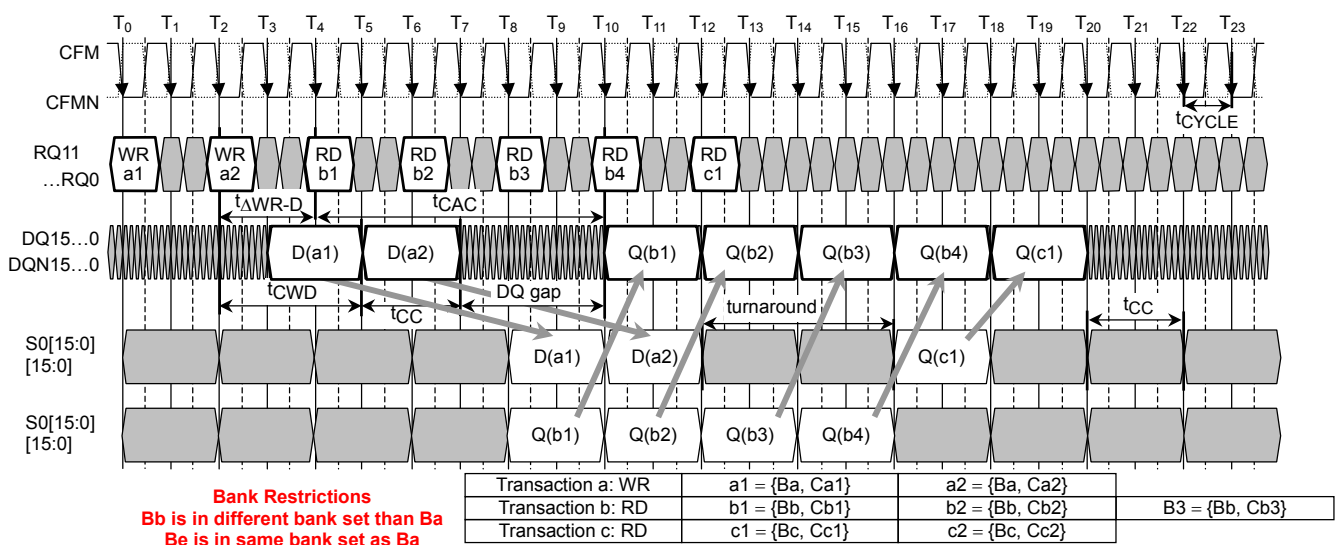 T0 T1 T2 T3 T4 T5 T6 T7 T8 T9 T10 T11 T12 T13 T14 T15 T16 T17 T18 T19 T20 T21 T22 T23
CFM
CFMN
tCYCLE
RQ11
...RQ0
WR a1
WR a2
RD b1
RD b2
RD b3
RD b4
RD c1
tΔWR-D
tCAC
DQ15...0
DQN15...0
D(a1)
D(a2)
Q(b1)
Q(b2)
Q(b3)
Q(b4)
Q(c1)
tCWD
tCC
DQ gap
turnaround
tCC
S0[15:0]
[15:0]
D(a1)
D(a2)
Q(c1)
S0[15:0]
[15:0]
Q(b1)
Q(b2)
Q(b3)
Q(b4)
Bank Restrictions
Bb is in different bank set than Ba
Be is in same bank set as Ba
Transaction a: WR a1 = {Ba, Ca1} a2 = {Ba, Ca2}
Transaction b: RD b1 = {Bb, Cb1} b2 = {Bb, Cb2} B3 = {Bb, Cb3}
Transaction c: RD c1 = {Bc, Cc1} c2 = {Bc, Cc2}